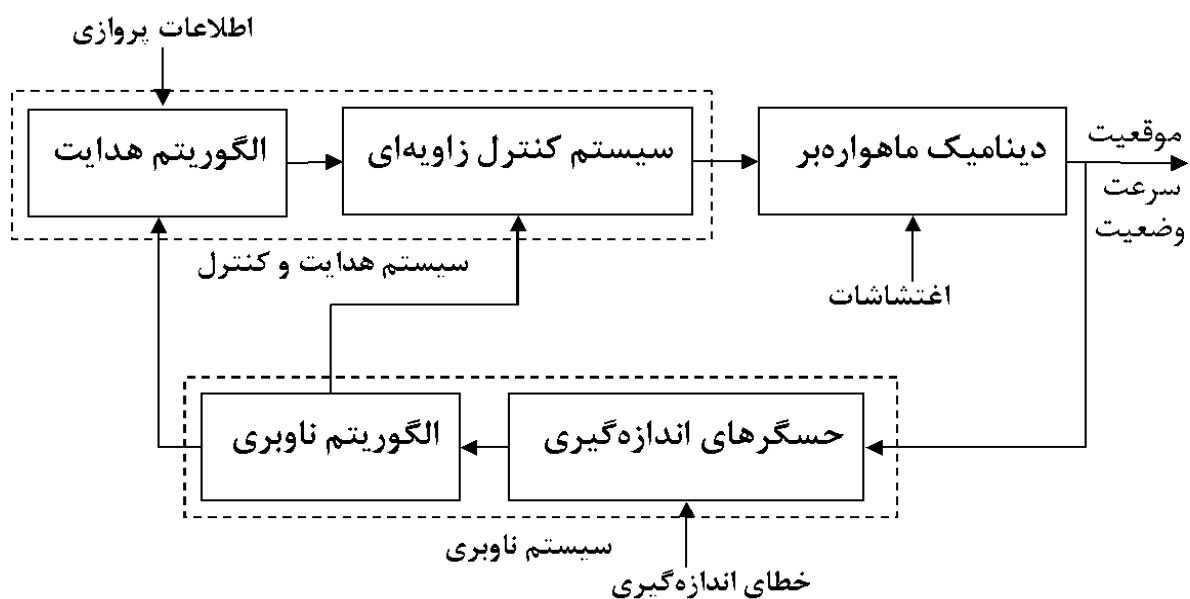 اطلاعات پروازی
الگوریتم هدایت
سیستم کنترل زاویه‌ای
دینامیک ماهواره‌بر
موقعیت
سرعت
وضعیت
سیستم هدایت و کنترل
اغتشاشات
الگوریتم ناوبری
حسگرهای اندازه‌گیری
سیستم ناوبری
خطای اندازه‌گیری